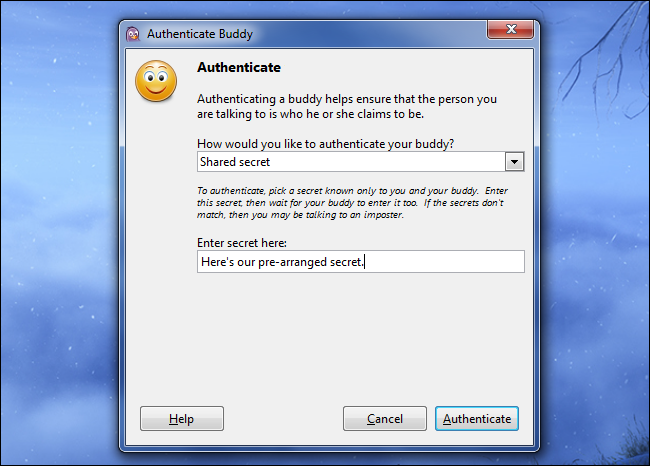 Authenticate Buddy
Authenticate
Authenticating a buddy helps ensure that the person you
are talking to is who he or she claims to be.
How would you like to authenticate your buddy?
Shared secret
To authenticate, pick a secret known only to you and your buddy. Enter
this secret, then wait for your buddy to enter it too. If the secrets don't
match, then you may be talking to an imposter.
Enter secret here:
Here's our pre-arranged secret.
Help Cancel Authenticate